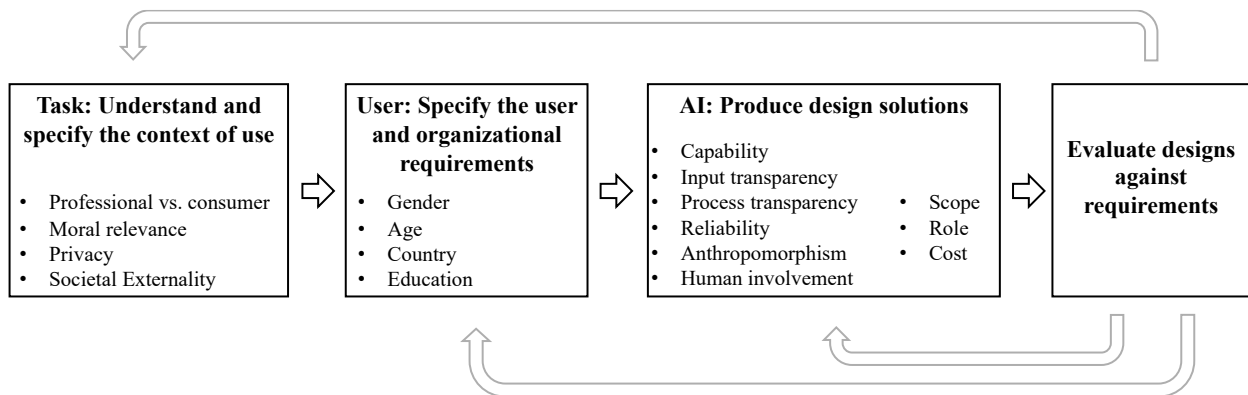 Task: Understand and
specify the context of use
• Professional vs. consumer
• Moral relevance
• Privacy
• Societal Externality
User: Specify the user
and organizational
requirements
• Gender
• Age
• Country
• Education
AI: Produce design solutions
• Capability
• Input transparency
• Process transparency
• Reliability
• Anthropomorphism
• Human involvement
• Scope
• Role
• Cost
Evaluate designs
against
requirements